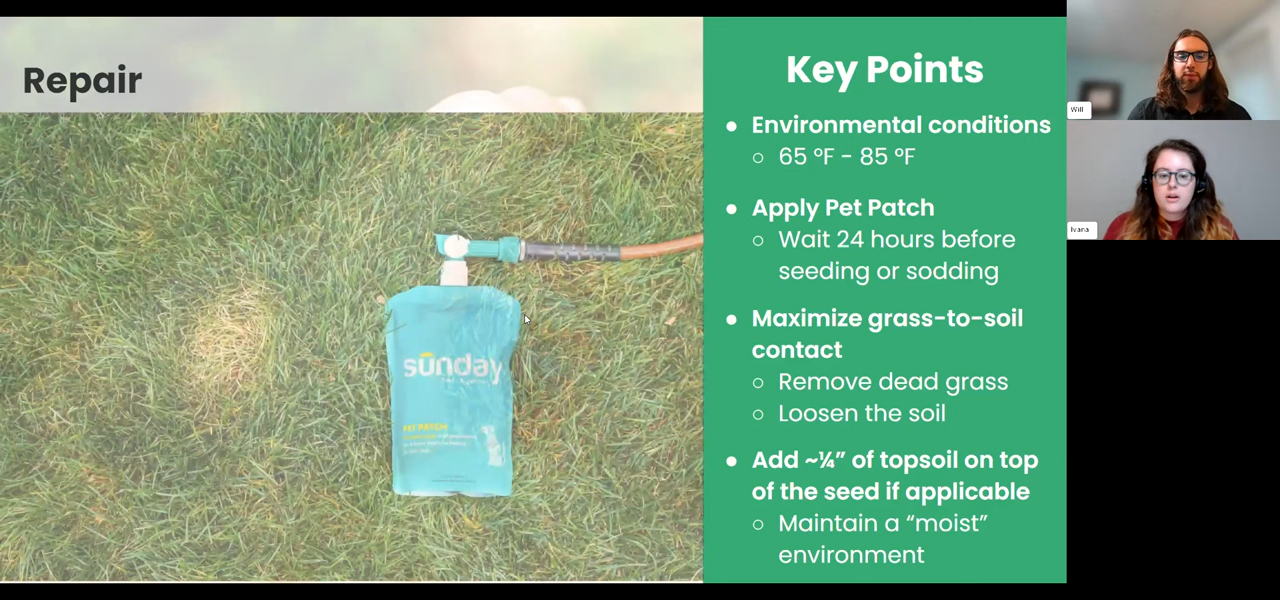 Repair
Key Points
● Environmental conditions
○ 65 °F - 85 °F
● Apply Pet Patch
○ Wait 24 hours before
seeding or sodding
● Maximize grass-to-soil
contact
○ Remove dead grass
○ Loosen the soil
● Add ~¼” of topsoil on top
of the seed if applicable
○ Maintain a “moist”
environment
sunday
PET PATCH
Will
Ivana